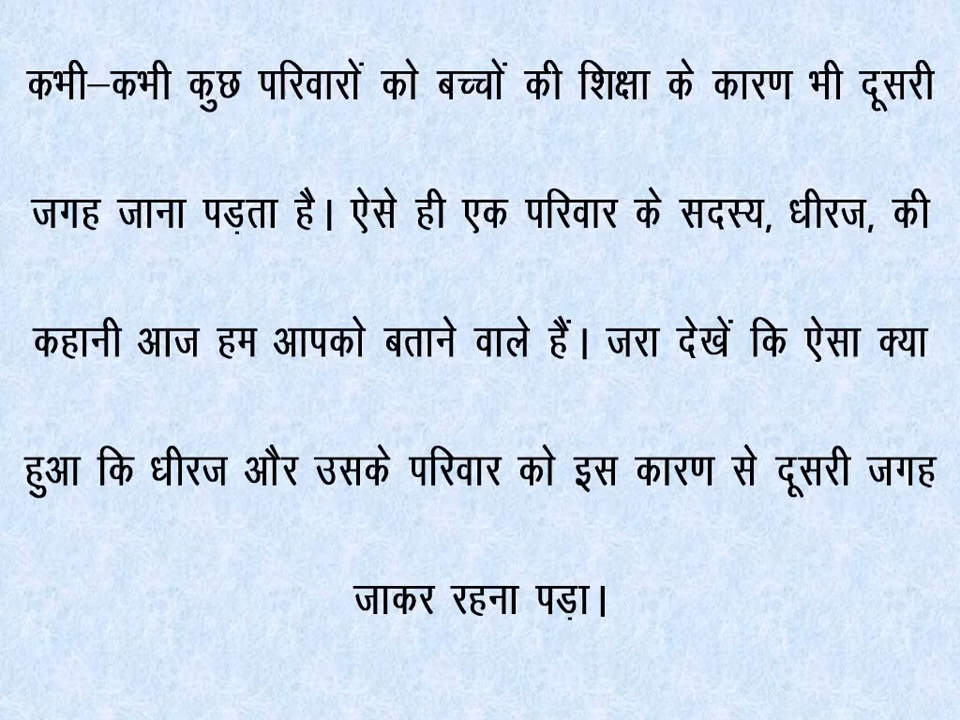 कभी–कभी कुछ परिवारों को बच्चों की शिक्षा के कारण भी दूसरी
जगह जाना पड़ता है। ऐसे ही एक परिवार के सदस्य, धीरज, की
कहानी आज हम आपको बताने वाले हैं। जरा देखें कि ऐसा क्या
हुआ कि धीरज और उसके परिवार को इस कारण से दूसरी जगह
जाकर रहना पड़ा।